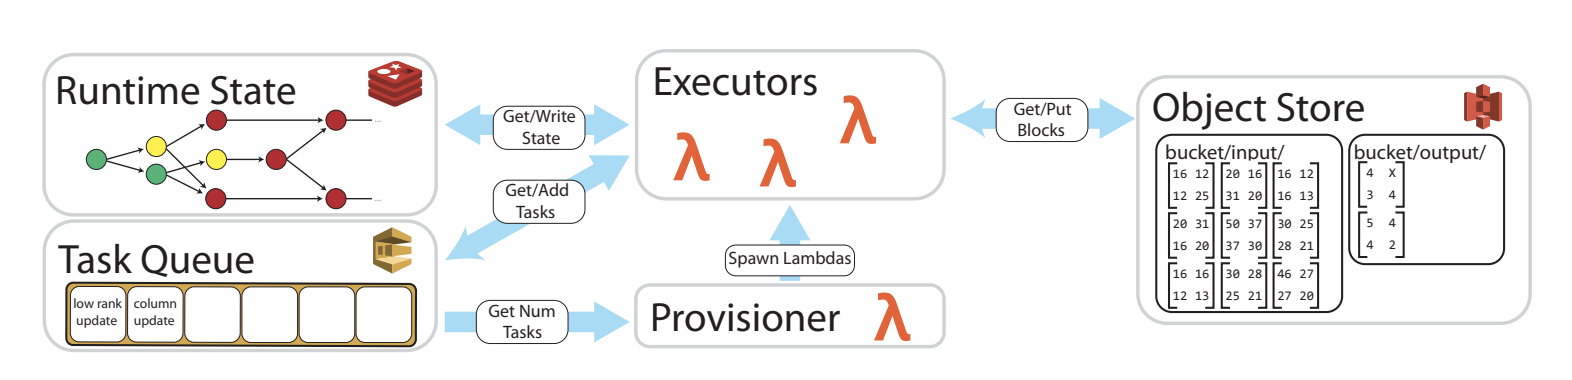 Runtime State
...
...
Task Queue
low rank
update
column
update
Get/Write
State
Get/Add
Tasks
Get Num
Tasks
Executors
λ λ λ
Spawn Lambdas
Provisioner λ
Get/Put
Blocks
Object Store
bucket/input/
16 12 20 16 16 12
12 25 31 20 16 13
20 31 50 37 30 25
16 20 37 30 28 21
16 16 30 28 46 27
12 13 25 21 27 20
bucket/output/
4 X
3 4
5 4
4 2